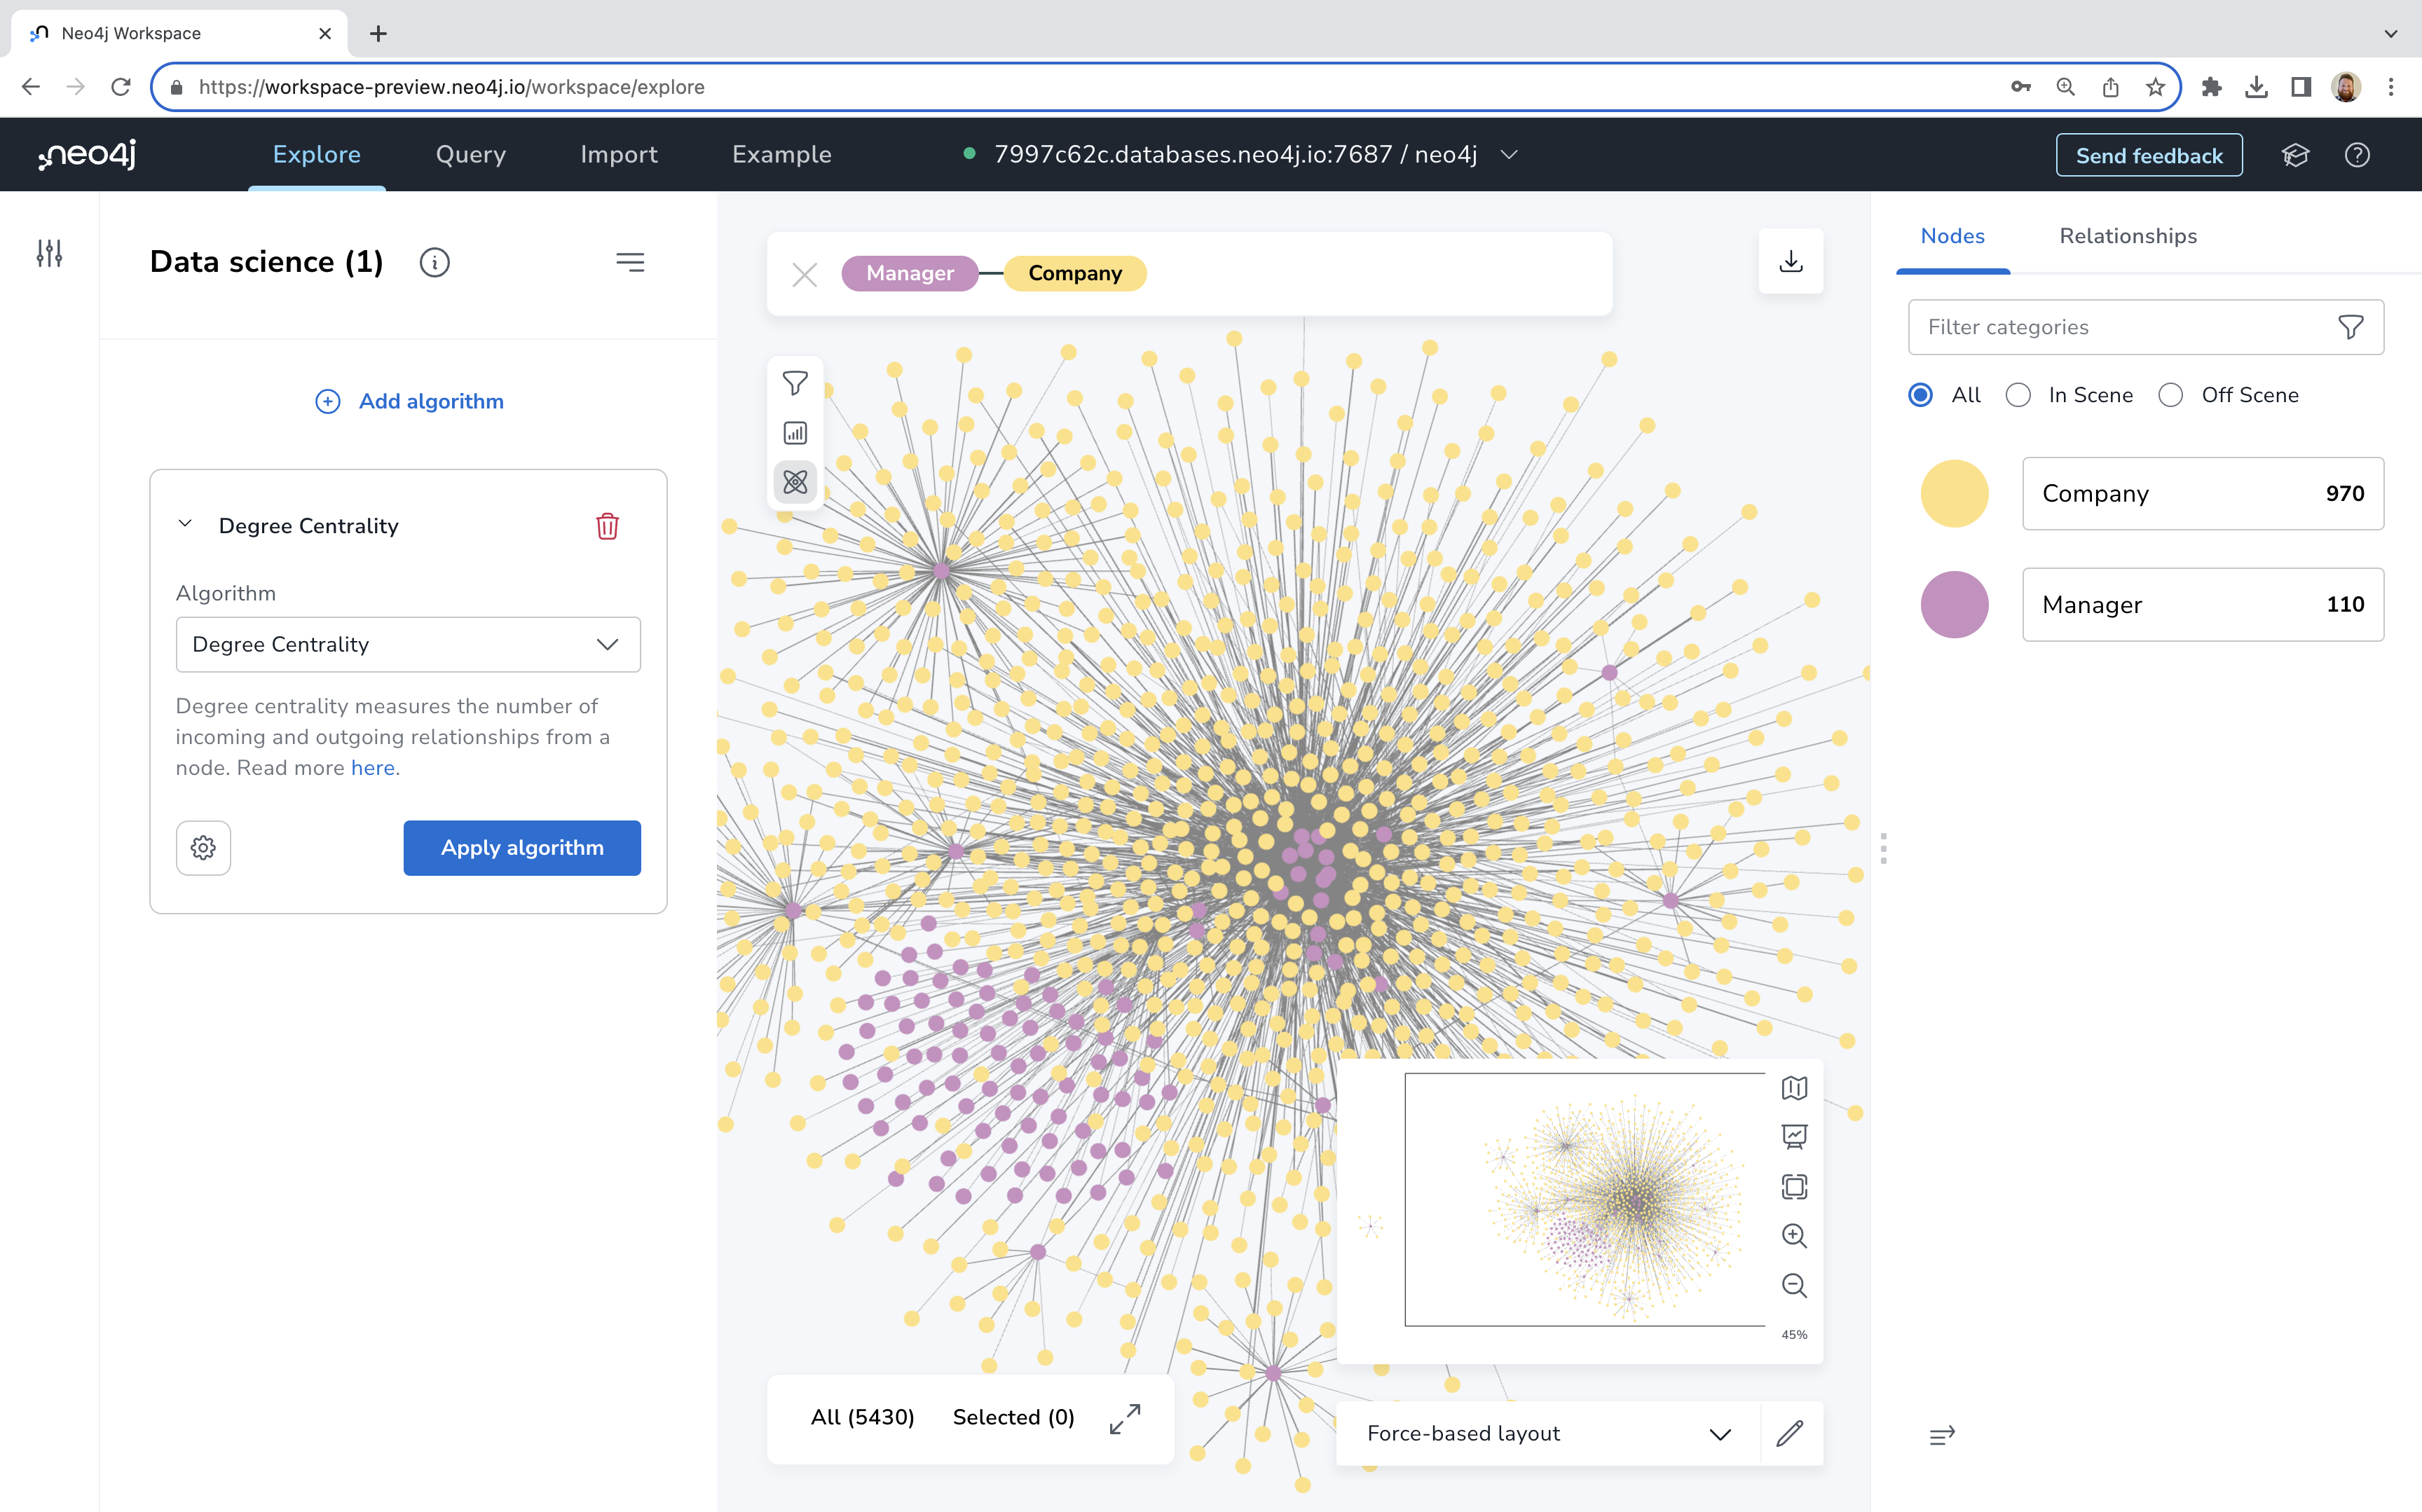 Neo4j Workspace
https://workspace-preview.neo4j.io/workspace/explore
neo4j
Explore
Query
Import
Example
7997c62c.databases.neo4j.io:7687 / neo4j
Send feedback
Data science (1)
Add algorithm
Degree Centrality
Algorithm
Degree Centrality
Degree centrality measures the number of
incoming and outgoing relationships from a
node. Read more here.
Apply algorithm
Manager
Company
45%
All (5430)
Selected (0)
Force-based layout
Nodes
Relationships
Filter categories
All
In Scene
Off Scene
Company
970
Manager
110